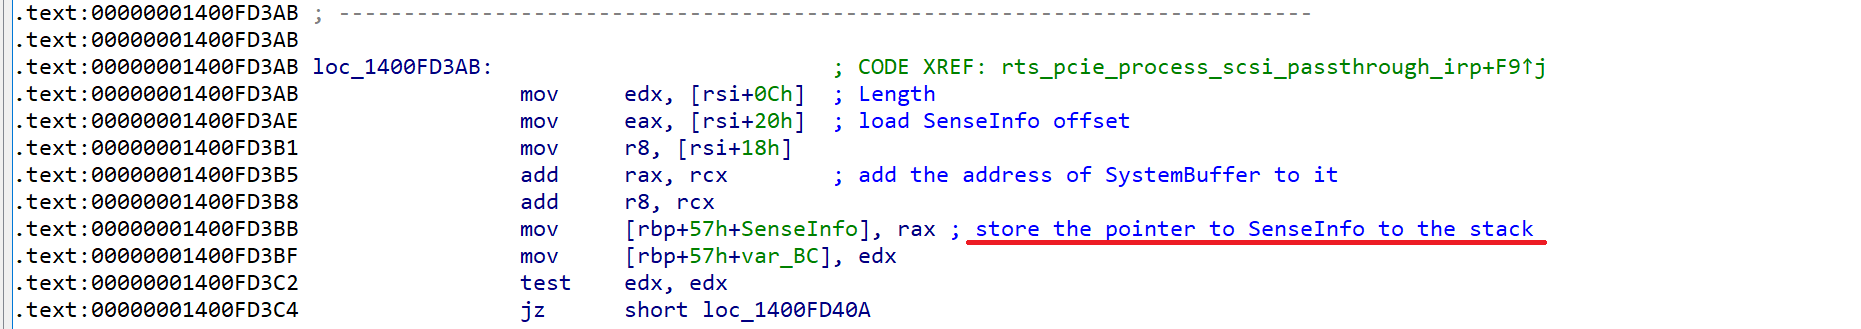 .text:00000001400FD3AB ; ---------------------------------------------------------------------------
.text:00000001400FD3AB
.text:00000001400FD3AB loc_1400FD3AB: ; CODE XREF: rts_pcie_process_scsi_passthrough_irp+F9↑j
.text:00000001400FD3AB mov edx, [rsi+0Ch] ; Length
.text:00000001400FD3AE mov eax, [rsi+20h] ; load SenseInfo offset
.text:00000001400FD3B1 mov r8, [rsi+18h]
.text:00000001400FD3B5 add rax, rcx ; add the address of SystemBuffer to it
.text:00000001400FD3B8 add r8, rcx
.text:00000001400FD3BB mov [rbp+57h+SenseInfo], rax ; store the pointer to SenseInfo to the stack
.text:00000001400FD3BF mov [rbp+57h+var_BC], edx
.text:00000001400FD3C2 test edx, edx
.text:00000001400FD3C4 jz short loc_1400FD40A